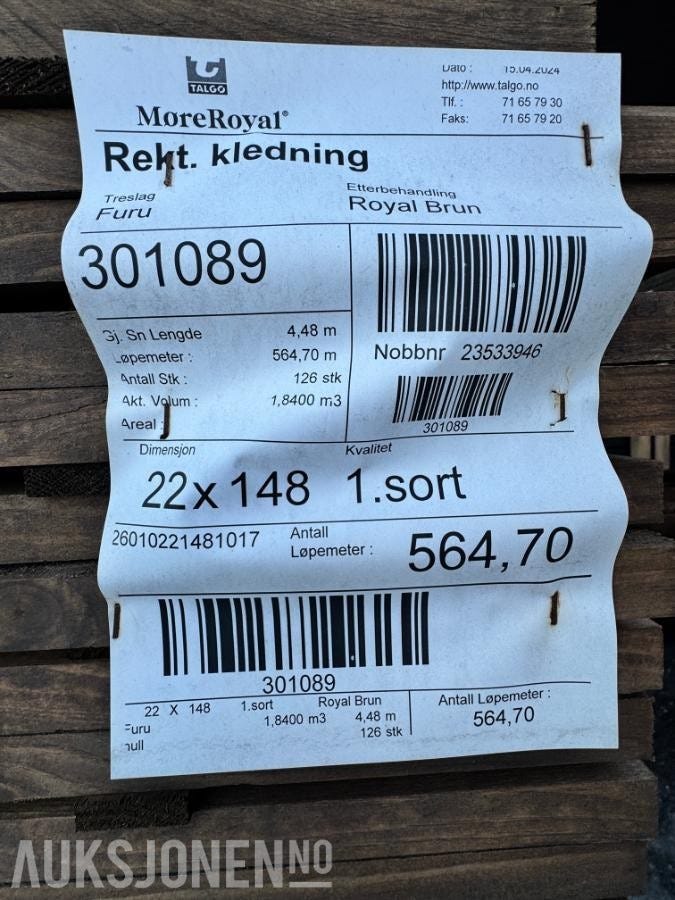 TALGO
MøreRoyal®
Dato : 15.04.2024
http://www.talgo.no
Tlf. : 71 65 79 30
Faks: 71 65 79 20
Rekt. kledning
Treslag
Furu
Etterbehandling
Royal Brun
301089
Nobbnr 23533946
301089
Gj. Sn Lengde 4,48 m
Løpemeter : 564,70 m
Antall Stk : 126 stk
Akt. Volum : 1,8400 m3
Areal :
Dimensjon
22 x 148
Kvalitet
1.sort
26010221481017
Antall
Løpemeter : 564,70
301089
22 X 148 1.sort Royal Brun
Furu 1,8400 m3 4,48 m
null 126 stk
Antall Løpemeter :
564,70
AUKSJONEN.NO